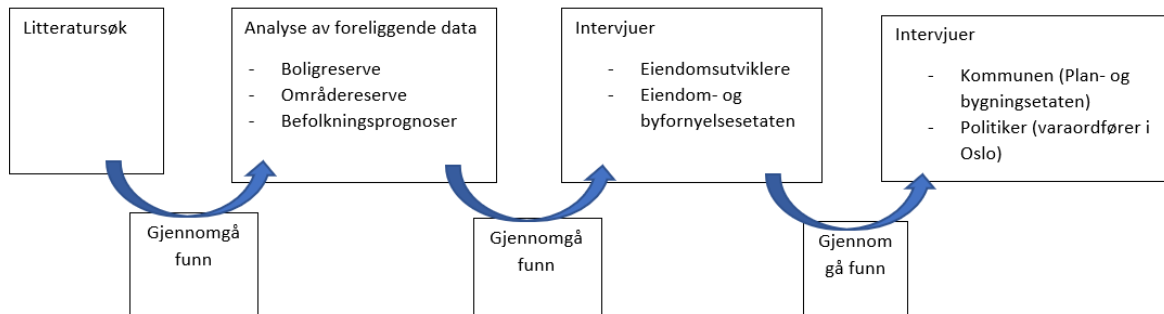 Litteratursøk
Analyse av foreliggende data
- Boligreserve
- Områdereserve
- Befolkningsprognoser
Intervjuer
- Eiendomsutviklere
- Eiendom- og
byfornyelsesetaten
Intervjuer
- Kommunen (Plan- og
bygningsetaten)
- Politiker (varaordfører i
Oslo)
Gjennomgå
funn
Gjennomgå
funn
Gjennom
gå funn